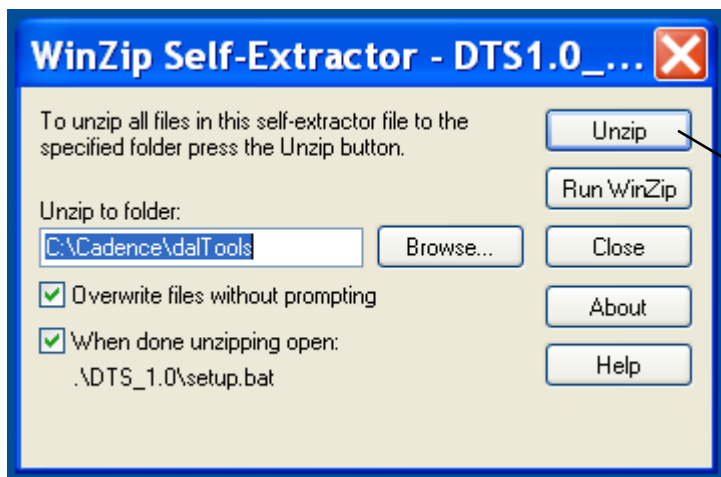 WinZip Self-Extractor - DTS1.0_...
To unzip all files in this self-extractor file to the
specified folder press the Unzip button.
Unzip to folder:
C:\Cadence\dalTools
Browse...
Overwrite files without prompting
When done unzipping open:
.\DTS_1.0\setup.bat
Unzip
Run WinZip
Close
About
Help